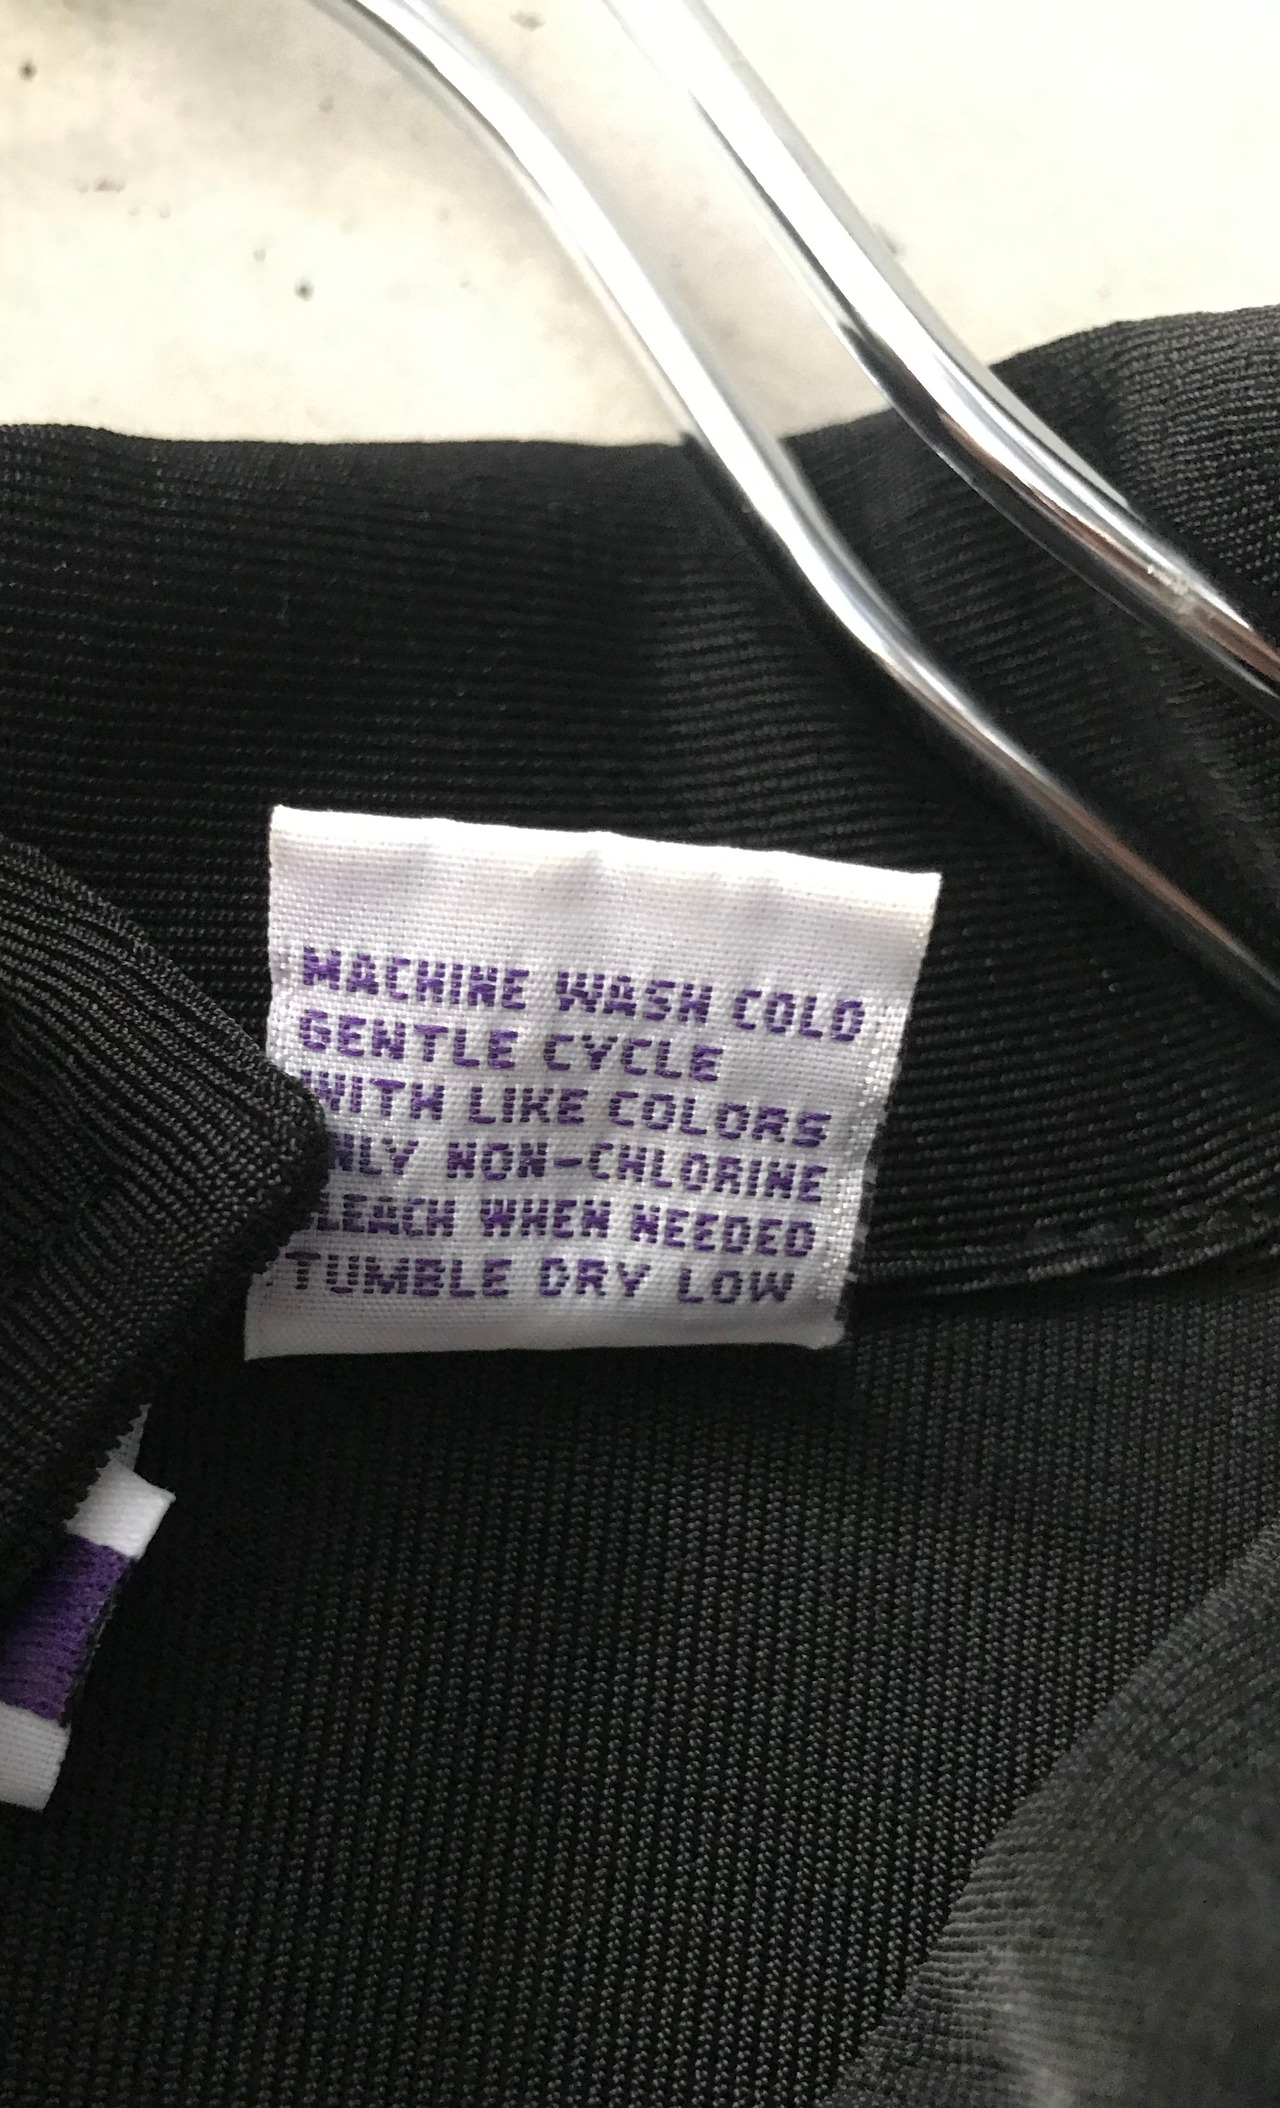 MACHINE WASH COLD
GENTLE CYCLE
WITH LIKE COLORS
NLY NON-CHLORINE
LEACH WHEN NEEDED
TUMBLE DRY LOW